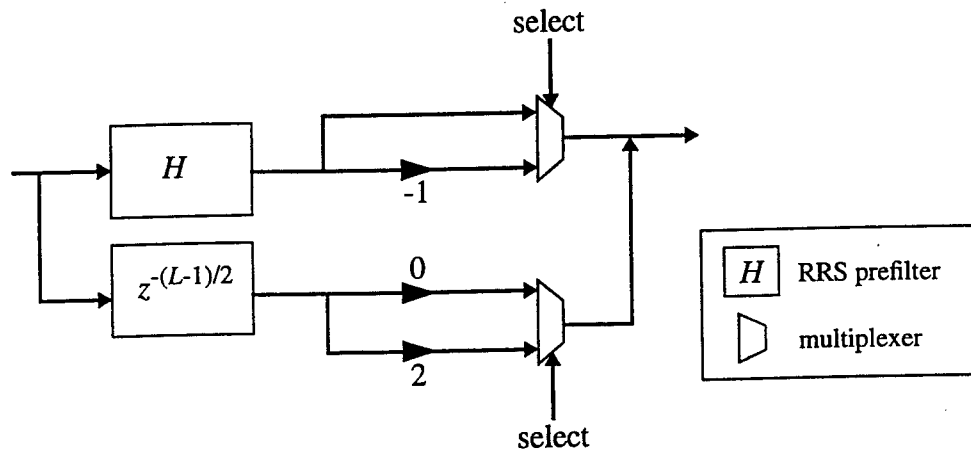 select
H
-1
z^-(L-1)/2
0
2
select
H RRS prefilter
multiplexer